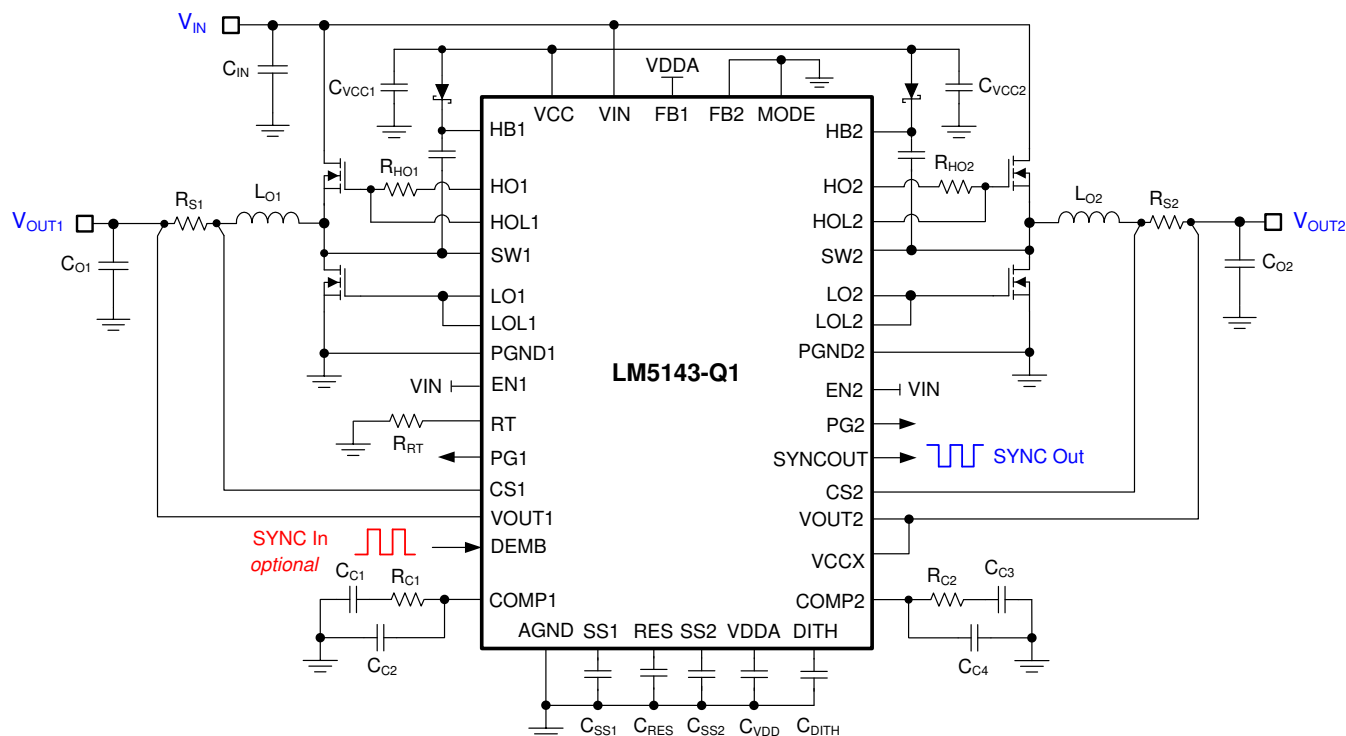 VIN
CIN
CVCC1
VDDA
CVCC2
VCC VIN FB1 FB2 MODE
HB1
HB2
RHO1
HO1
HO2
RHO2
RS1
LO1
VOUT1
HOL1
HOL2
LO2
RS2
VOUT2
CO1
SW1
SW2
CO2
LO1
LO2
LOL1
LOL2
PGND1
PGND2
LM5143-Q1
VIN
EN1
EN2
VIN
RT
RRT
PG2
PG1
SYNCOUT
SYNC Out
CS1
CS2
VOUT1
VOUT2
SYNC In
optional
DEMB
VCCX
CC1
RC1
COMP1
COMP2
RC2
CC3
CC2
CC4
AGND SS1 RES SS2 VDDA DITH
CSS1 CRES CSS2 CVDD CDITH